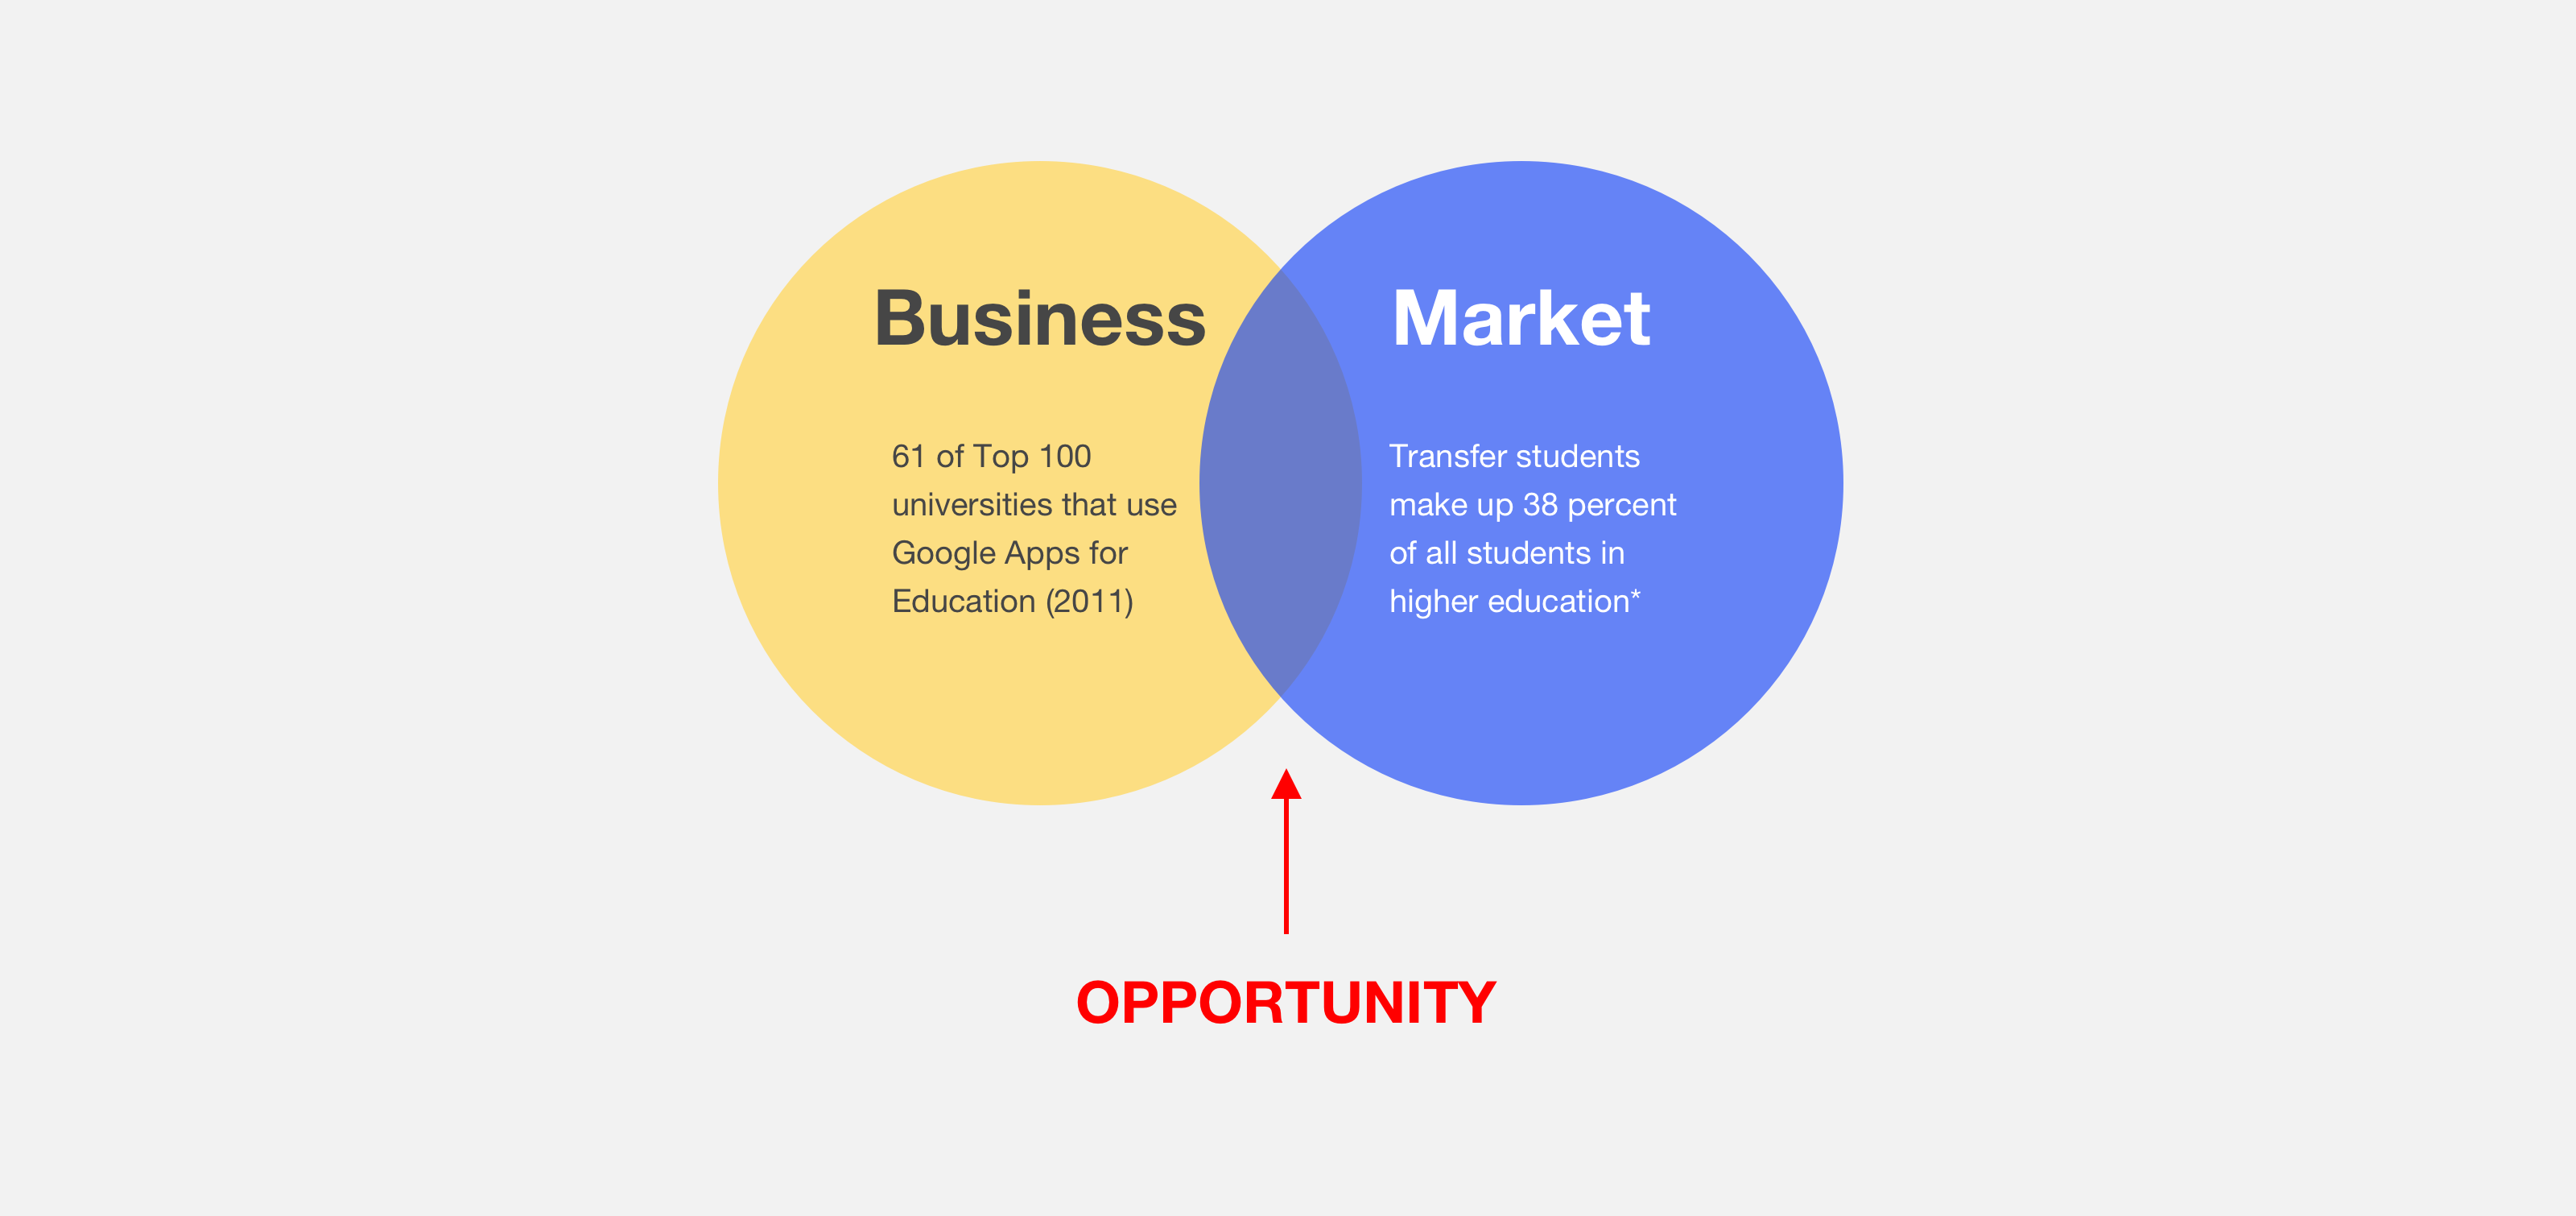 Business
61 of Top 100
universities that use
Google Apps for
Education (2011)
Market
Transfer students
make up 38 percent
of all students in
higher education*
OPPORTUNITY